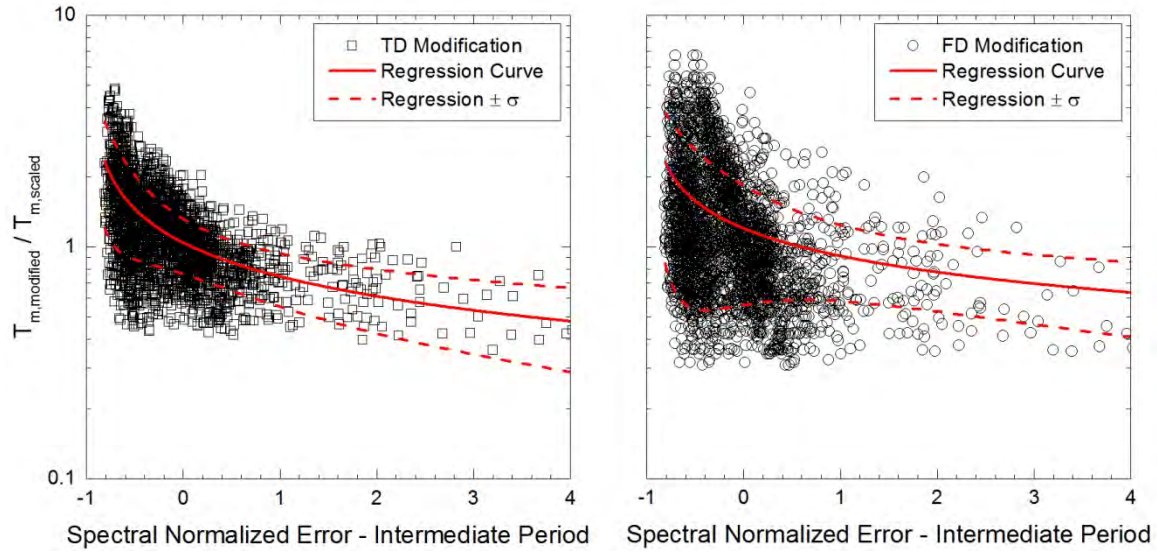 10
1
0.1
T_m,modified / T_m,scaled
TD Modification
Regression Curve
Regression ± σ
-1 0 1 2 3 4
Spectral Normalized Error - Intermediate Period
FD Modification
Regression Curve
Regression ± σ
-1 0 1 2 3 4
Spectral Normalized Error - Intermediate Period